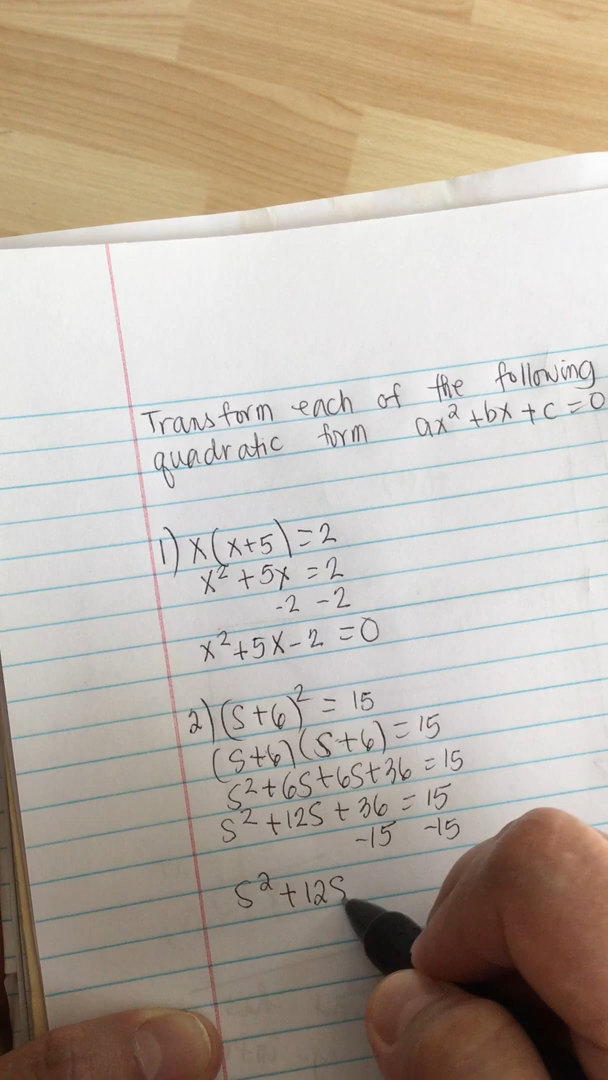 Transform each of the following
quadratic form ax² + bx + c = 0
1) x(x+5) = 2
x² + 5x = 2
-2 -2
x² + 5x - 2 = 0
2) (s+6)² = 15
(s+6)(s+6) = 15
s² + 6s + 6s + 36 = 15
s² + 12s + 36 = 15
-15 -15
s² + 12s